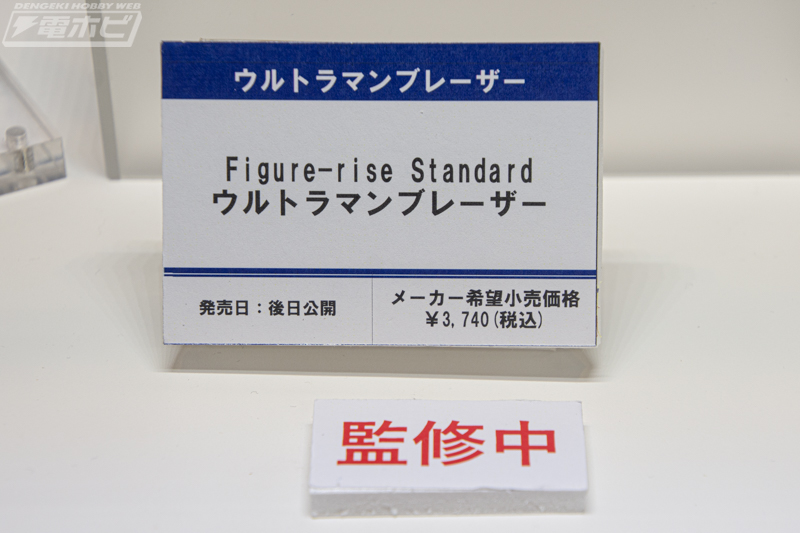 DENGEKI HOBBY WEB
電ホビ
ウルトラマンブレーザー
Figure-rise Standard
ウルトラマンブレーザー
発売日：後日公開
メーカー希望小売価格
￥3,740(税込)
監修中